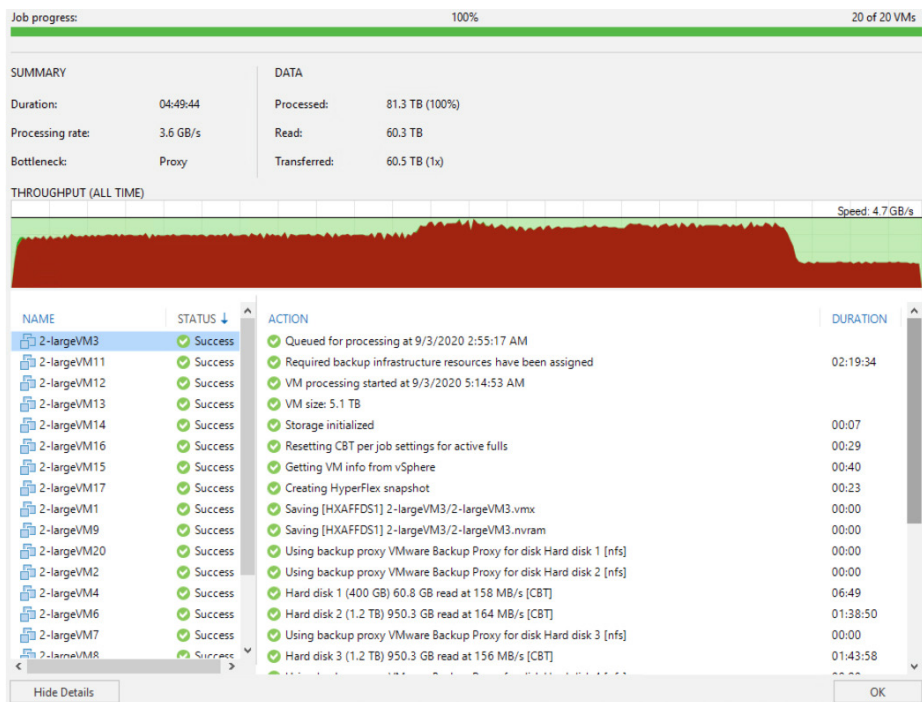 Job progress: 100% 20 of 20 VMs
SUMMARY DATA
Duration: 04:49:44 Processed: 81.3 TB (100%)
Processing rate: 3.6 GB/s Read: 60.3 TB
Bottleneck: Proxy Transferred: 60.5 TB (1x)
THROUGHPUT (ALL TIME)
Speed: 4.7 GB/s
NAME STATUS ACTION DURATION
2-largeVM3 Success Queued for processing at 9/3/2020 2:55:17 AM
2-largeVM11 Success Required backup infrastructure resources have been assigned 02:19:34
2-largeVM12 Success VM processing started at 9/3/2020 5:14:53 AM
2-largeVM13 Success VM size: 5.1 TB
2-largeVM14 Success Storage initialized 00:07
2-largeVM16 Success Resetting CBT per job settings for active fulls 00:29
2-largeVM15 Success Getting VM info from vSphere 00:40
2-largeVM17 Success Creating HyperFlex snapshot 00:23
2-largeVM1 Success Saving [HXAFFDS1] 2-largeVM3/2-largeVM3.vmx 00:00
2-largeVM9 Success Saving [HXAFFDS1] 2-largeVM3/2-largeVM3.nvram 00:00
2-largeVM20 Success Using backup proxy VMware Backup Proxy for disk Hard disk 1 [nfs] 00:00
2-largeVM2 Success Using backup proxy VMware Backup Proxy for disk Hard disk 2 [nfs] 00:00
2-largeVM4 Success Hard disk 1 (400 GB) 60.8 GB read at 158 MB/s [CBT] 06:49
2-largeVM6 Success Hard disk 2 (1.2 TB) 950.3 GB read at 164 MB/s [CBT] 01:38:50
2-largeVM7 Success Using backup proxy VMware Backup Proxy for disk Hard disk 3 [nfs] 00:00
2-largeVM8 Success Hard disk 3 (1.2 TB) 950.3 GB read at 156 MB/s [CBT] 01:43:58
Hide Details OK